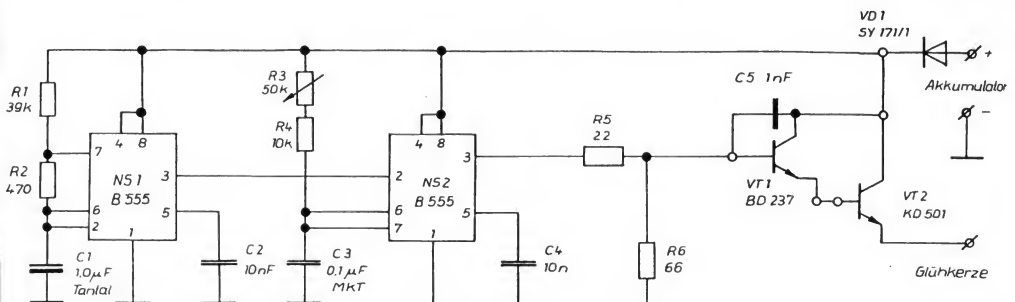 R1
39k
R2
470
C1
1,0µF
Tantal
7
6
2
4 8
NS1
B 555
3
5
1
C2
10nF
R3
50k
R4
10k
C3
0,1µF
MKT
2
6
7
4 8
NS2
B 555
3
5
1
C4
10n
R5
22
R6
66
C5 1nF
VT1
BD 237
VT2
KD 501
VD1
SY 171/1
+
Akkumulator
-
Glühkerze